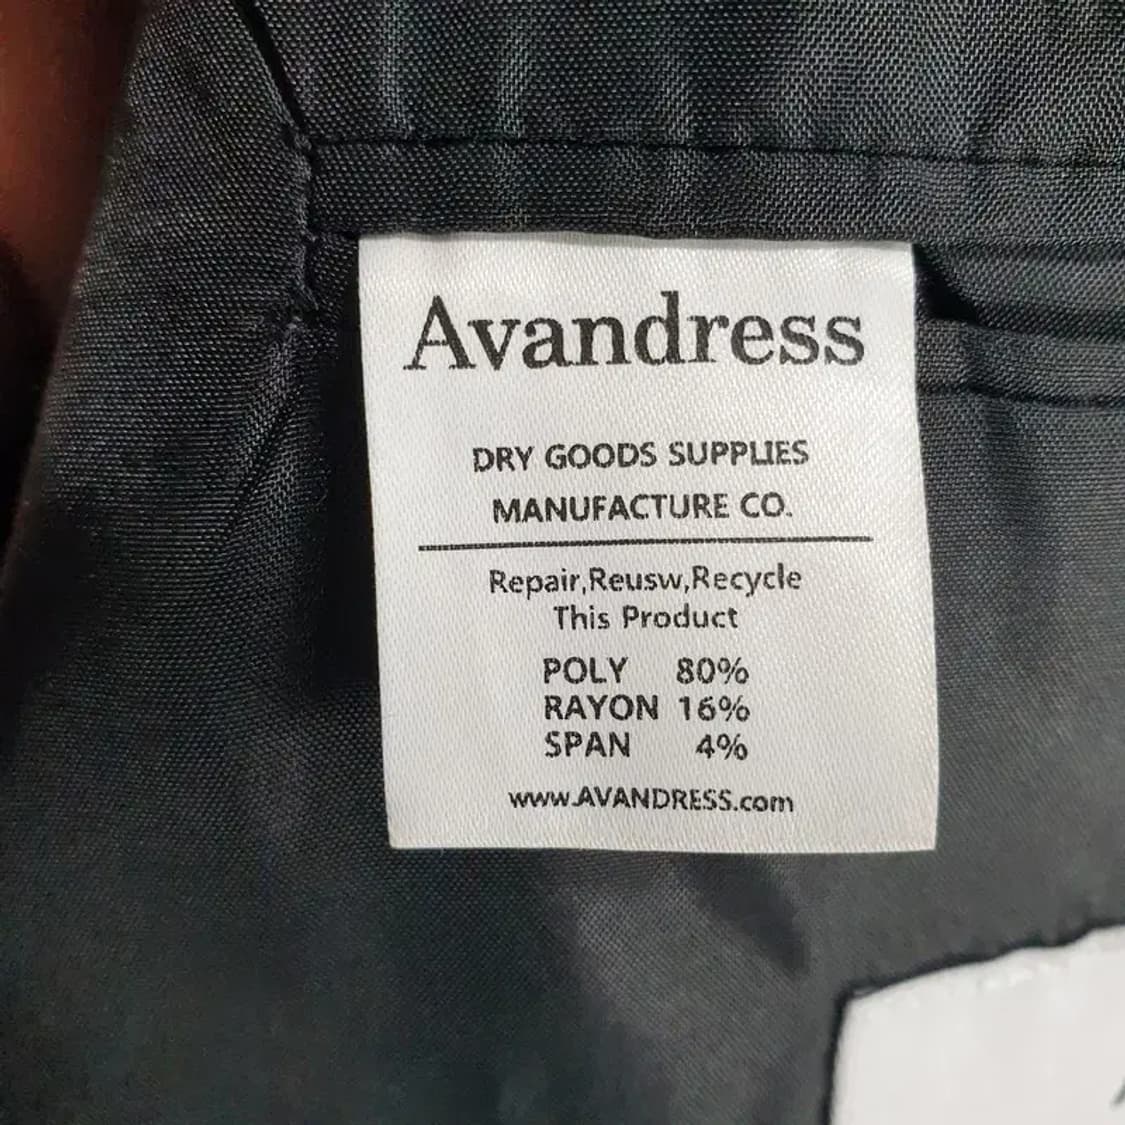 Avandress
DRY GOODS SUPPLIES
MANUFACTURE CO.
Repair,Reusw,Recycle
This Product
POLY 80%
RAYON 16%
SPAN 4%
www.AVANDRESS.com